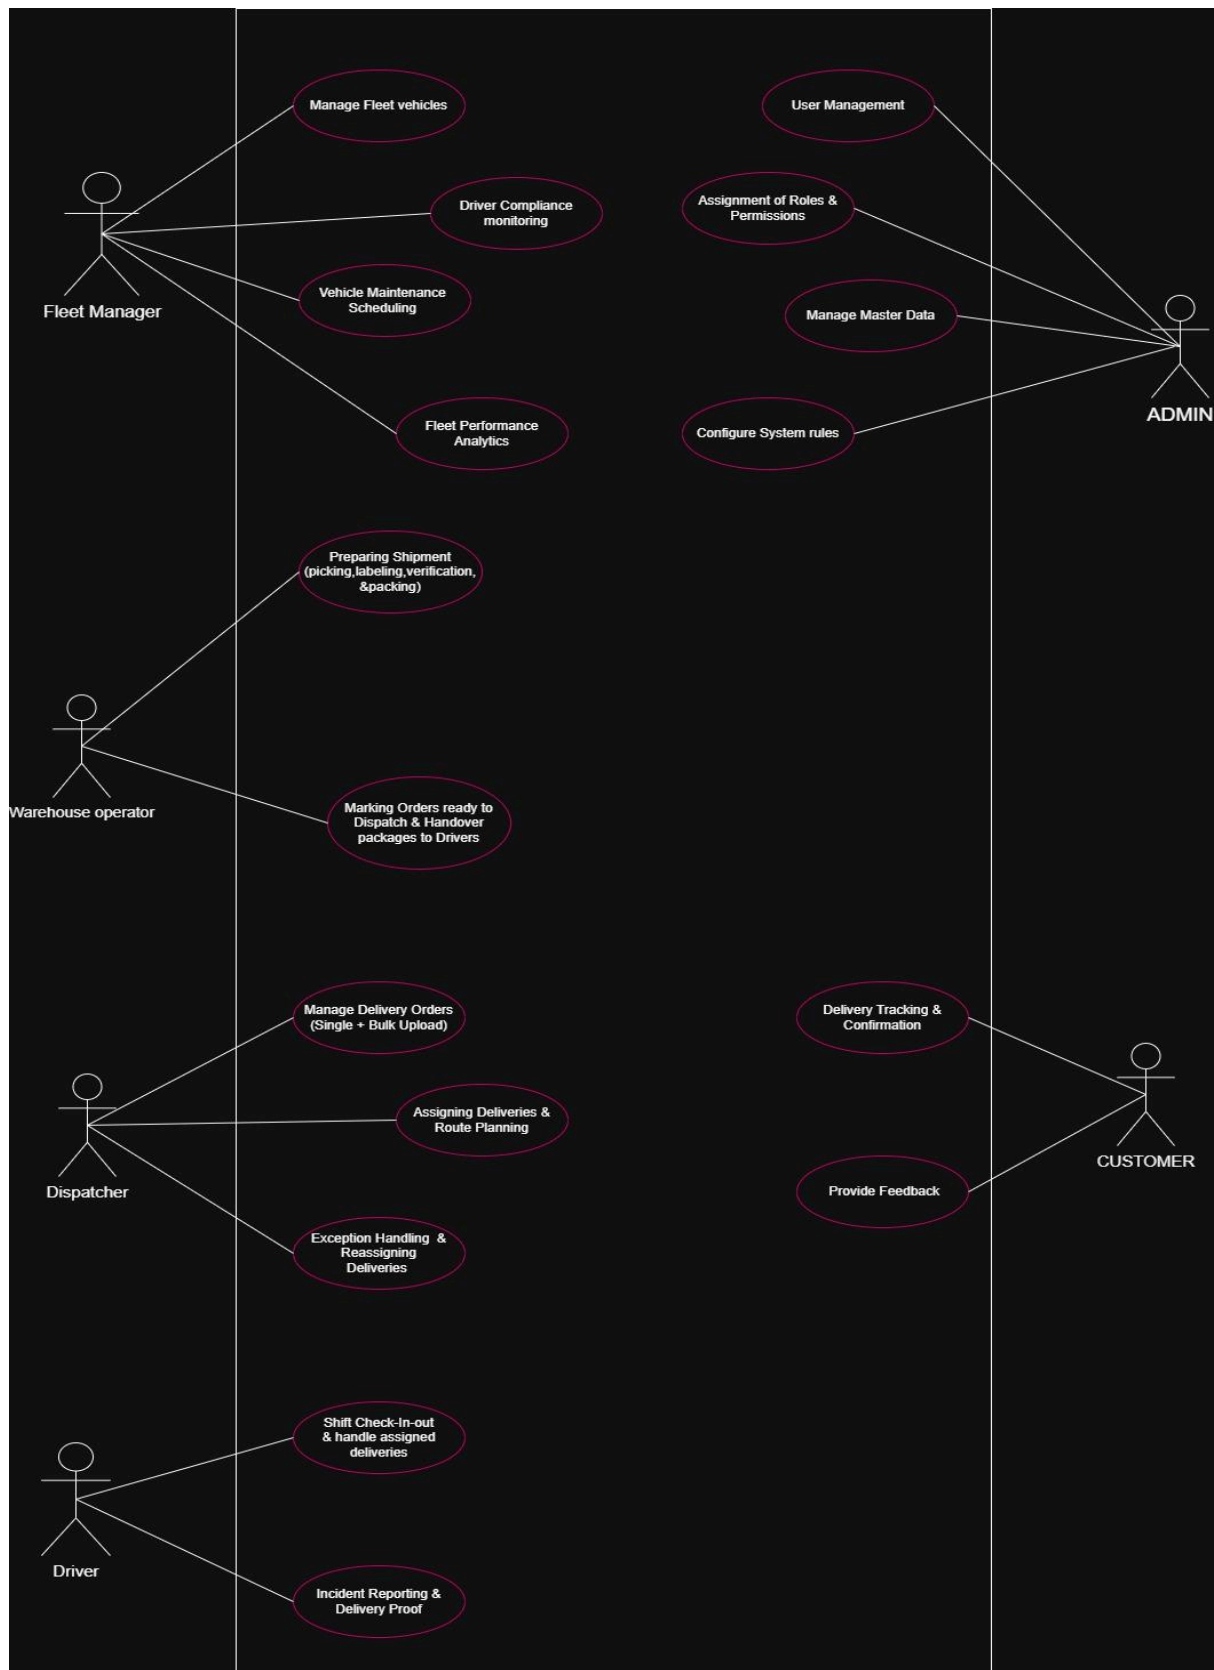 Manage Fleet vehicles
User Management
Driver Compliance
monitoring
Assignment of Roles &
Permissions
Fleet Manager
Vehicle Maintenance
Scheduling
Manage Master Data
ADMIN
Fleet Performance
Analytics
Configure System rules
Preparing Shipment
(picking,labeling,verification,
&packing)
Warehouse operator
Marking Orders ready to
Dispatch & Handover
packages to Drivers
Manage Delivery Orders
(Single + Bulk Upload)
Delivery Tracking &
Confirmation
Assigning Deliveries &
Route Planning
CUSTOMER
Dispatcher
Provide Feedback
Exception Handling  &
Reassigning
Deliveries
Shift Check-In-out
& handle assigned
deliveries
Driver
Incident Reporting &
Delivery Proof